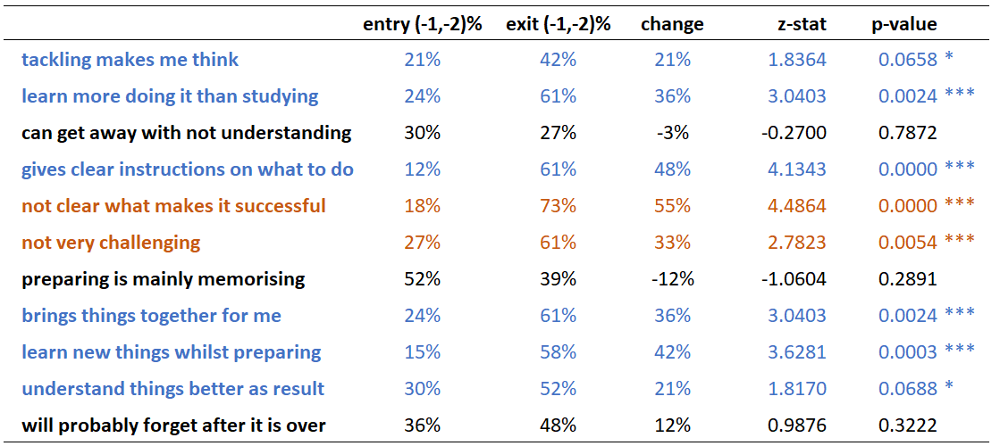 entry (-1,-2)% exit (-1,-2)% change z-stat p-value
tackling makes me think 21% 42% 21% 1.8364 0.0658 *
learn more doing it than studying 24% 61% 36% 3.0403 0.0024 ***
can get away with not understanding 30% 27% -3% -0.2700 0.7872
gives clear instructions on what to do 12% 61% 48% 4.1343 0.0000 ***
not clear what makes it successful 18% 73% 55% 4.4864 0.0000 ***
not very challenging 27% 61% 33% 2.7823 0.0054 ***
preparing is mainly memorising 52% 39% -12% -1.0604 0.2891
brings things together for me 24% 61% 36% 3.0403 0.0024 ***
learn new things whilst preparing 15% 58% 42% 3.6281 0.0003 ***
understand things better as result 30% 52% 21% 1.8170 0.0688 *
will probably forget after it is over 36% 48% 12% 0.9876 0.3222